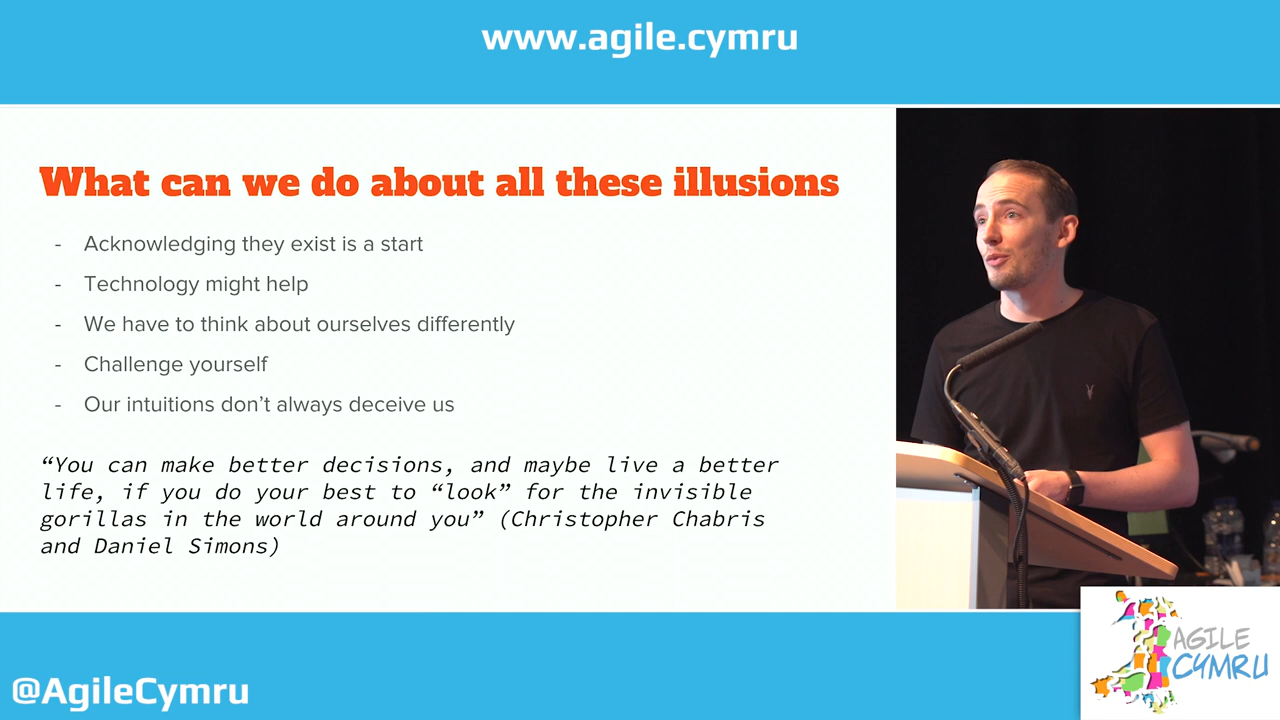 www.agile.cymru
What can we do about all these illusions
- Acknowledging they exist is a start
- Technology might help
- We have to think about ourselves differently
- Challenge yourself
- Our intuitions don’t always deceive us
“You can make better decisions, and maybe live a better
life, if you do your best to “look” for the invisible
gorillas in the world around you” (Christopher Chabris
and Daniel Simons)
@AgileCymru
AGILE
CYMRU